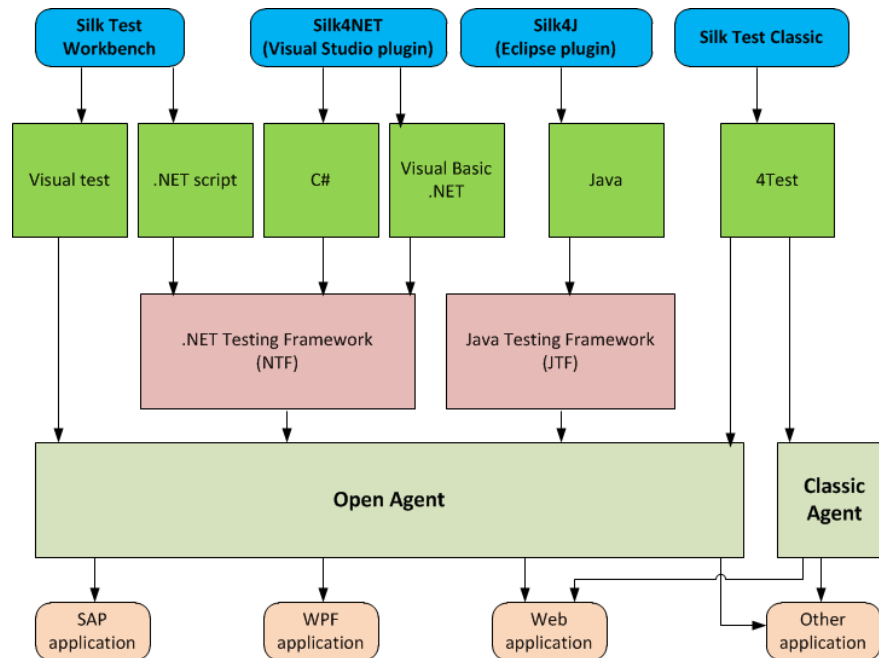 Silk Test
Workbench
Silk4NET
(Visual Studio plugin)
Silk4J
(Eclipse plugin)
Silk Test Classic
Visual test
.NET script
C#
Visual Basic
.NET
Java
4Test
.NET Testing Framework
(NTF)
Java Testing Framework
(JTF)
Open Agent
Classic
Agent
SAP
application
WPF
application
Web
application
Other
application